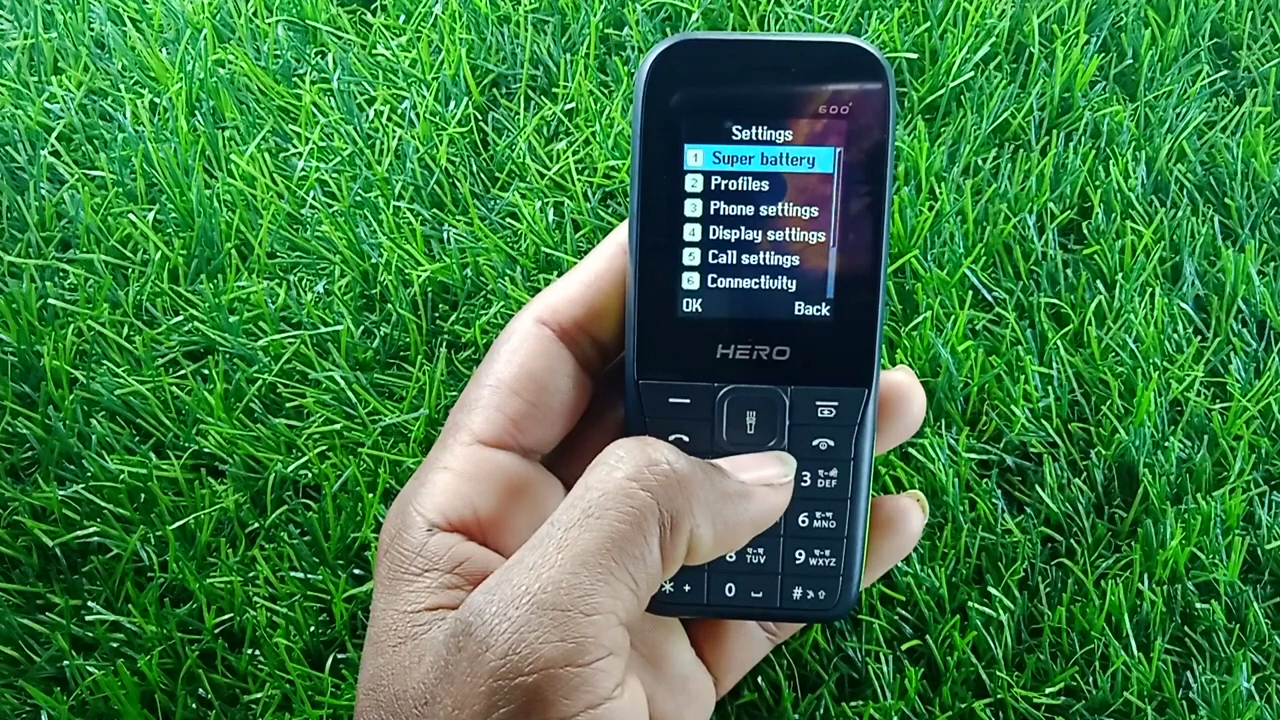 600
Settings
1 Super battery
2 Profiles
3 Phone settings
4 Display settings
5 Call settings
6 Connectivity
OK Back
HERO
3 DEF
6 MNO
8 TUV
9 WXYZ
* +
0
#